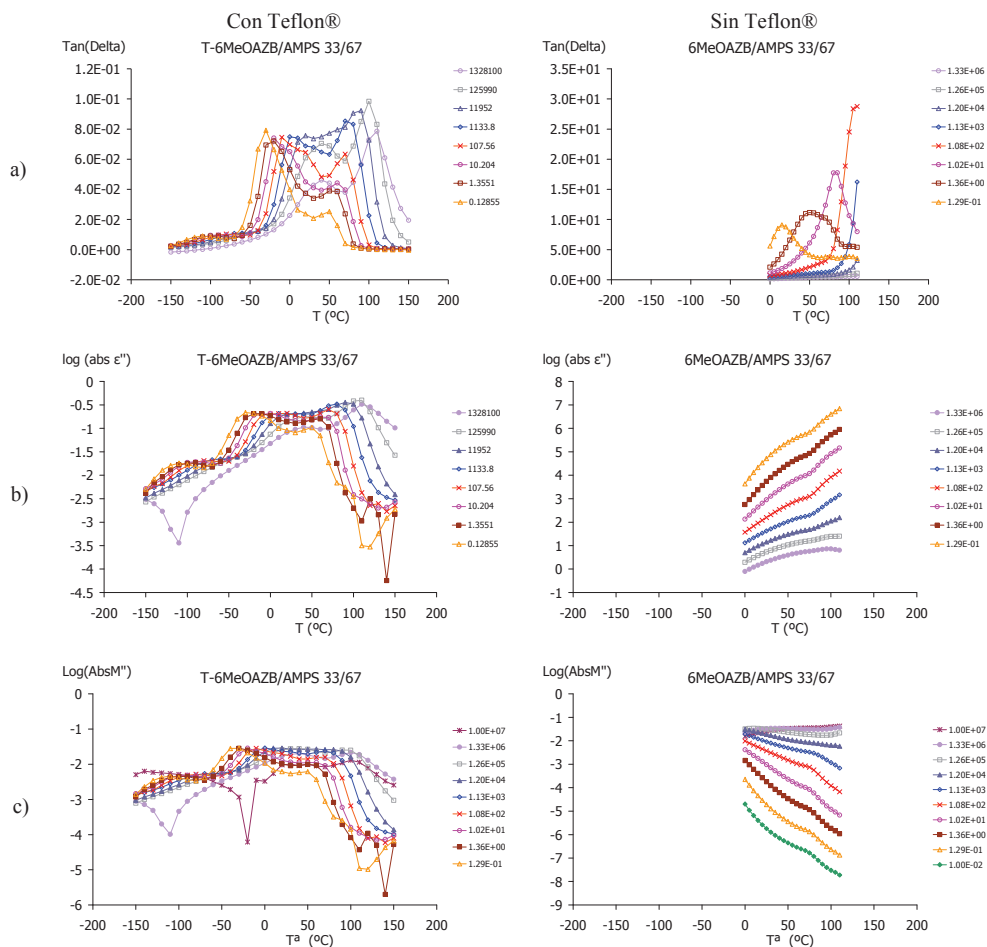 Con Teflon®
Sin Teflon®
a)
Tan(Delta)
T-6MeOAZB/AMPS 33/67
1.2E-01
1.0E-01
8.0E-02
6.0E-02
4.0E-02
2.0E-02
0.0E+00
-2.0E-02
-200 -150 -100 -50 0 50 100 150 200
T (ºC)
1328100
125990
11952
1133.8
107.56
10.204
1.3551
0.12855
Tan(Delta)
6MeOAZB/AMPS 33/67
3.5E+01
3.0E+01
2.5E+01
2.0E+01
1.5E+01
1.0E+01
5.0E+00
0.0E+00
-200 -150 -100 -50 0 50 100 150 200
T (ºC)
1.33E+06
1.26E+05
1.20E+04
1.13E+03
1.08E+02
1.02E+01
1.36E+00
1.29E-01
b)
log (abs ε'')
T-6MeOAZB/AMPS 33/67
0
-0.5
-1
-1.5
-2
-2.5
-3
-3.5
-4
-4.5
-200 -150 -100 -50 0 50 100 150 200
T (ºC)
1328100
125990
11952
1133.8
107.56
10.204
1.3551
0.12855
log (abs ε'')
6MeOAZB/AMPS 33/67
8
7
6
5
4
3
2
1
0
-1
-200 -150 -100 -50 0 50 100 150 200
T (ºC)
1.33E+06
1.26E+05
1.20E+04
1.13E+03
1.08E+02
1.02E+01
1.36E+00
1.29E-01
c)
Log(AbsM'')
T-6MeOAZB/AMPS 33/67
0
-1
-2
-3
-4
-5
-6
-200 -150 -100 -50 0 50 100 150 200
Tª (ºC)
1.00E+07
1.33E+06
1.26E+05
1.20E+04
1.13E+03
1.08E+02
1.02E+01
1.36E+00
1.29E-01
Log(AbsM'')
6MeOAZB/AMPS 33/67
0
-1
-2
-3
-4
-5
-6
-7
-8
-9
-200 -150 -100 -50 0 50 100 150 200
Tª (ºC)
1.00E+07
1.33E+06
1.26E+05
1.20E+04
1.13E+03
1.08E+02
1.02E+01
1.36E+00
1.29E-01
1.00E-02